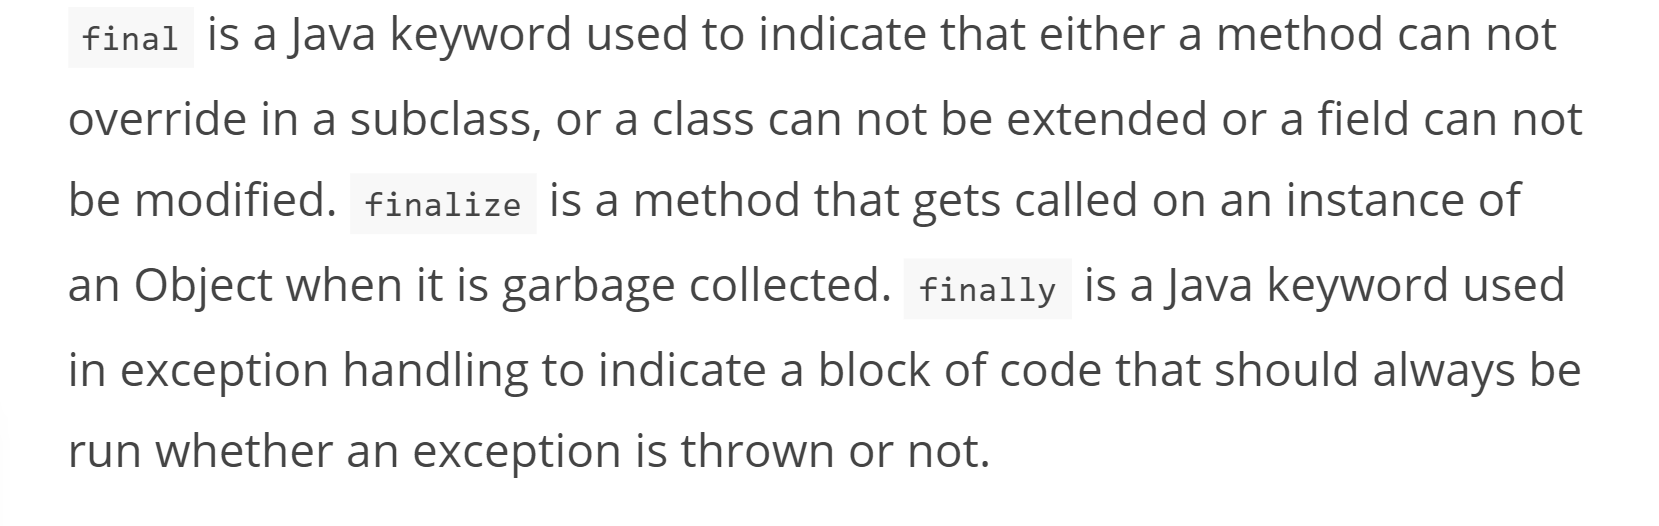 final is a Java keyword used to indicate that either a method can not
override in a subclass, or a class can not be extended or a field can not
be modified. finalize is a method that gets called on an instance of
an Object when it is garbage collected. finally is a Java keyword used
in exception handling to indicate a block of code that should always be
run whether an exception is thrown or not.